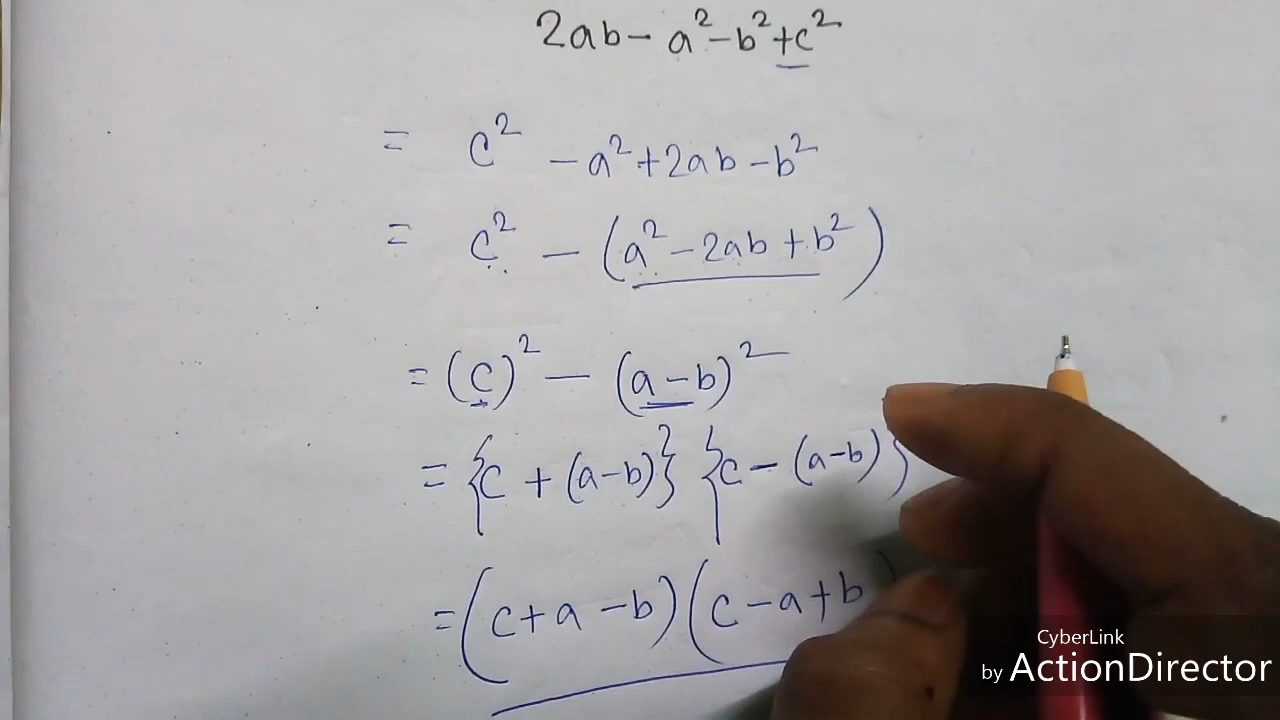 2ab - a² - b² + c²
= c² - a² + 2ab - b²
= c² - (a² - 2ab + b²)
= (c)² - (a - b)²
= {c + (a - b)} {c - (a - b)}
= (c + a - b) (c - a + b
CyberLink
by ActionDirector